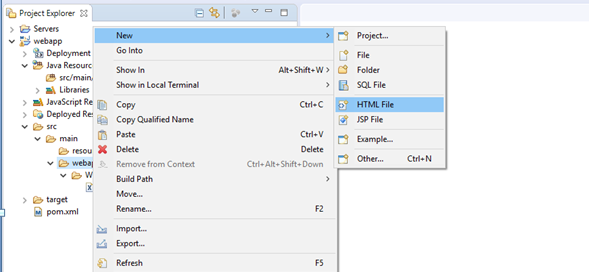 Project Explorer
Servers
webapp
Deployment
Java Resourc
src/main/
Libraries
JavaScript Re
Deployed Reso
src
main
resou
webap
W
X
target
pom.xml
New
Go Into
Show In Alt+Shift+W
Show in Local Terminal
Copy Ctrl+C
Copy Qualified Name
Paste Ctrl+V
Delete Delete
Remove from Context Ctrl+Alt+Shift+Down
Build Path
Move...
Rename... F2
Import...
Export...
Refresh F5
Project...
File
Folder
SQL File
HTML File
JSP File
Example...
Other... Ctrl+N